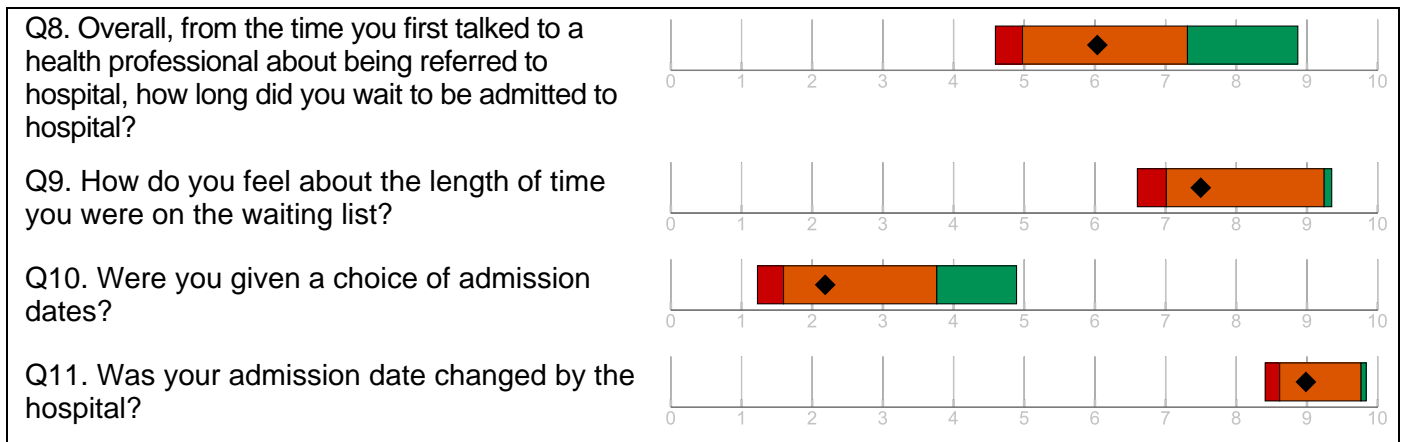 Q8. Overall, from the time you first talked to a
health professional about being referred to
hospital, how long did you wait to be admitted to
hospital?
0 1 2 3 4 5 6 7 8 9 10
Q9. How do you feel about the length of time
you were on the waiting list?
0 1 2 3 4 5 6 7 8 9 10
Q10. Were you given a choice of admission
dates?
0 1 2 3 4 5 6 7 8 9 10
Q11. Was your admission date changed by the
hospital?
0 1 2 3 4 5 6 7 8 9 10